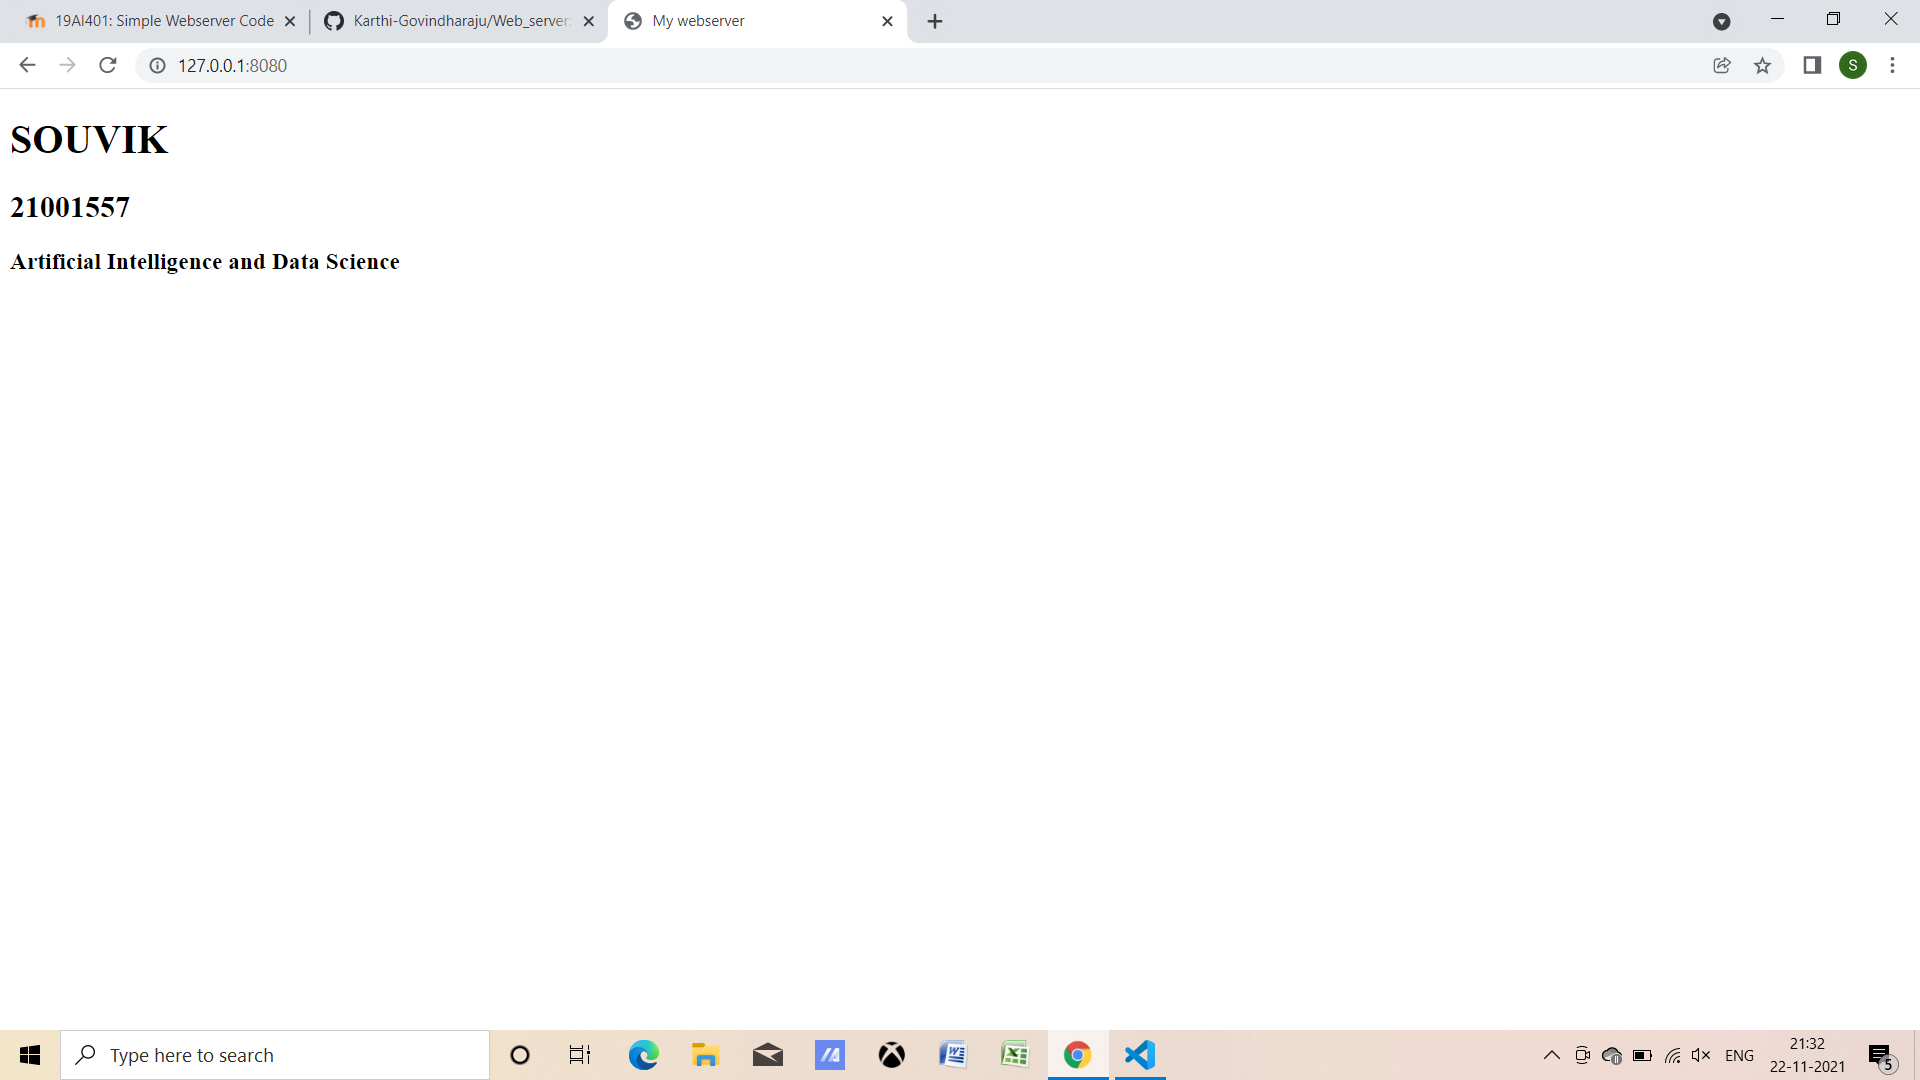 19AI401: Simple Webserver Code
Karthi-Govindharaju/Web_server
My webserver
127.0.0.1:8080
S
SOUVIK
21001557
Artificial Intelligence and Data Science
Type here to search
ENG
21:32
22-11-2021
5